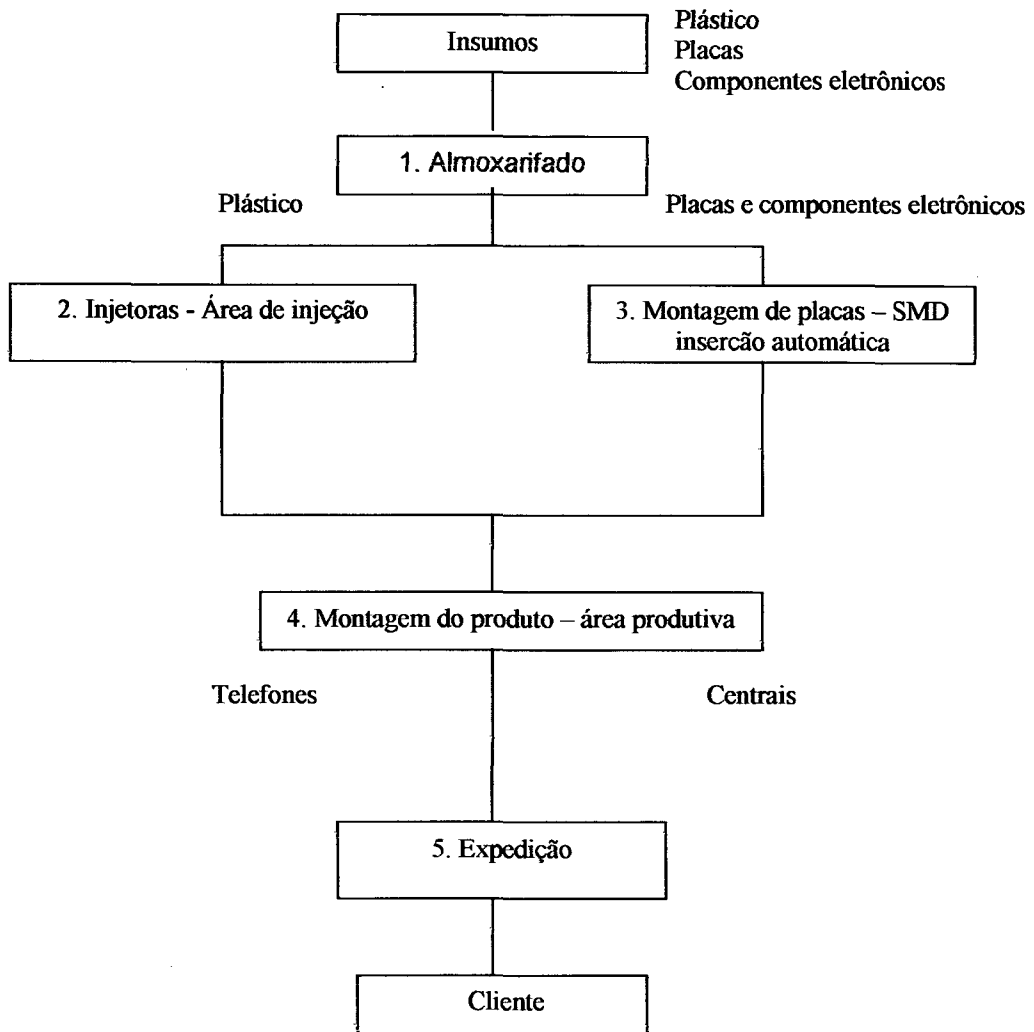 Insumos
Plástico
Placas
Componentes eletrônicos
1. Almoxarifado
Plástico
Placas e componentes eletrônicos
2. Injetoras - Área de injeção
3. Montagem de placas – SMD
insercão automática
4. Montagem do produto – área produtiva
Telefones
Centrais
5. Expedição
Cliente